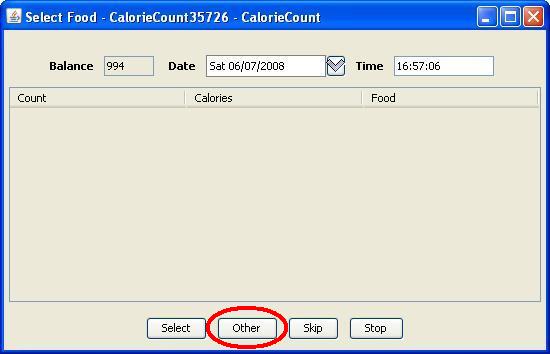 Select Food - CalorieCount35726 - CalorieCount
Balance 994 Date Sat 06/07/2008 Time 16:57:06
Count Calories Food
Select Other Skip Stop